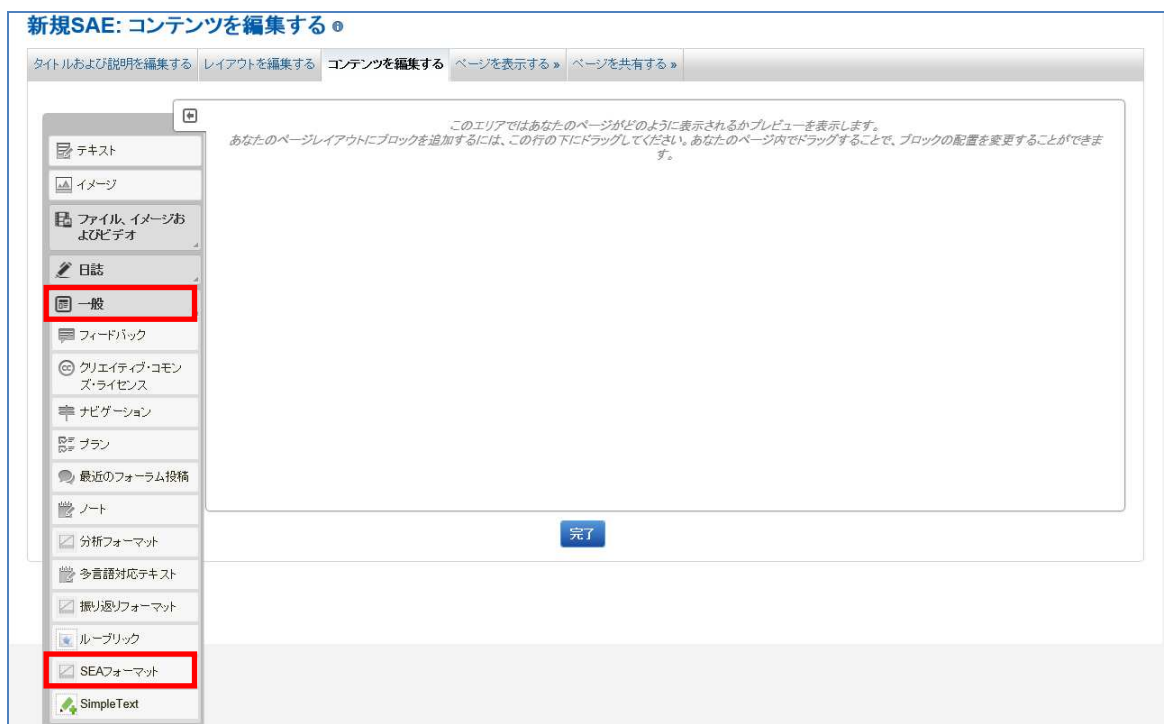 新規SAE: コンテンツを編集する
タイトルおよび説明を編集する レイアウトを編集する コンテンツを編集する ページを表示する » ページを共有する »
このエリアではあなたのページがどのように表示されるかプレビューを表示します。
あなたのページレイアウトにブロックを追加するには、この行の下にドラッグしてください。あなたのページ内でドラッグすることで、ブロックの配置を変更することができま
す。
テキスト
イメージ
ファイル、イメージお
よびビデオ
日誌
一般
フィードバック
クリエイティブ・コモン
ズ・ライセンス
ナビゲーション
プラン
最近のフォーラム投稿
ノート
分析フォーマット
多言語対応テキスト
振り返りフォーマット
ルーブリック
SEAフォーマット
SimpleText
完了